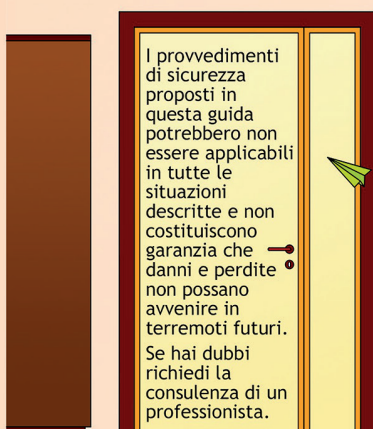 I provvedimenti
di sicurezza
proposti in
questa guida
potrebbero non
essere applicabili
in tutte le
situazioni
descritte e non
costituiscono
garanzia che
danni e perdite
non possano
avvenire in
terremoti futuri.
Se hai dubbi
richiedi la
consulenza di un
professionista.